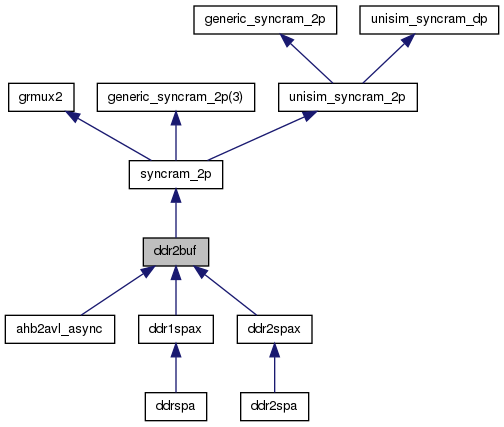 generic_syncram_2p
unisim_syncram_dp
grmux2
generic_syncram_2p(3)
unisim_syncram_2p
syncram_2p
ddr2buf
ahb2avl_async
ddr1spax
ddr2spax
ddrspa
ddr2spa